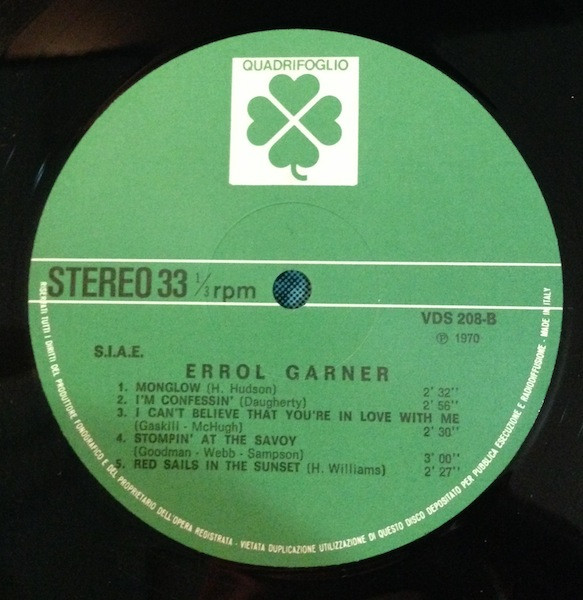 QUADRIFOGLIO
STEREO 33 1/3 rpm
VDS 208-B
Ⓟ 1970
S.I.A.E.
ERROL GARNER
1. MONGLOW (H. Hudson) 2' 32''
2. I'M CONFESSIN' (Daugherty) 2' 56''
3. I CAN'T BELIEVE THAT YOU'RE IN LOVE WITH ME
(Gaskill - McHugh) 2' 30''
4. STOMPIN' AT THE SAVOY
(Goodman - Webb - Sampson) 3' 00''
5. RED SAILS IN THE SUNSET (H. Williams) 2' 27''
RISERVATI TUTTI I DIRITTI DEL PRODUTTORE FONOGRAFICO E DEL PROPRIETARIO DELL'OPERA REGISTRATA - VIETATA DUPLICAZIONE UTILIZZAZIONE DI QUESTO DISCO DEPOSITATO PER PUBBLICA ESECUZIONE E RADIODIFFUSIONE - MADE IN ITALY